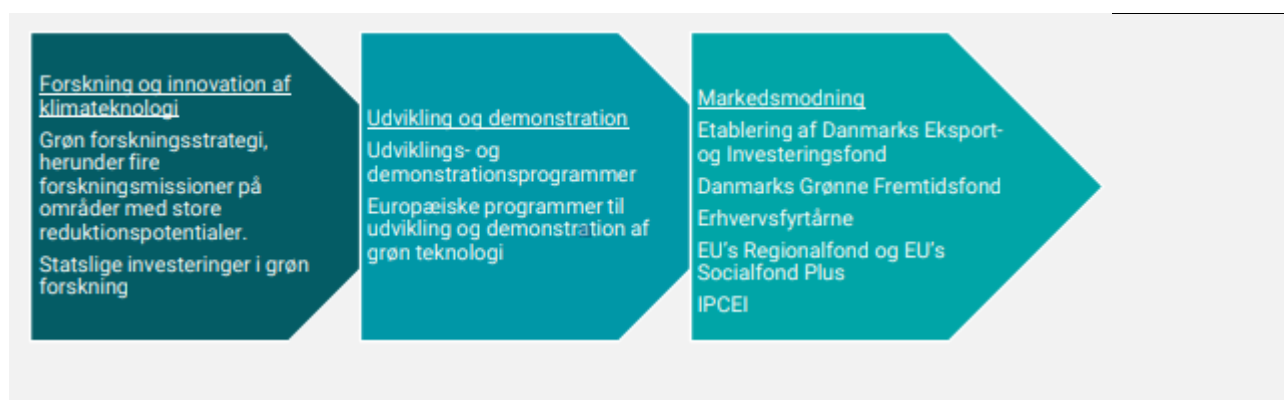 Forskning og innovation af
klimateknologi
Grøn forskningsstrategi,
herunder fire
forskningsmissioner på
områder med store
reduktionspotentialer.
Statslige investeringer i grøn
forskning
Udvikling og demonstration
Udviklings- og
demonstrationsprogrammer
Europæiske programmer til
udvikling og demonstration af
grøn teknologi
Markedsmodning
Etablering af Danmarks Eksport-
og Investeringsfond
Danmarks Grønne Fremtidsfond
Erhvervsfyrtårne
EU's Regionalfond og EU's
Socialfond Plus
IPCEI